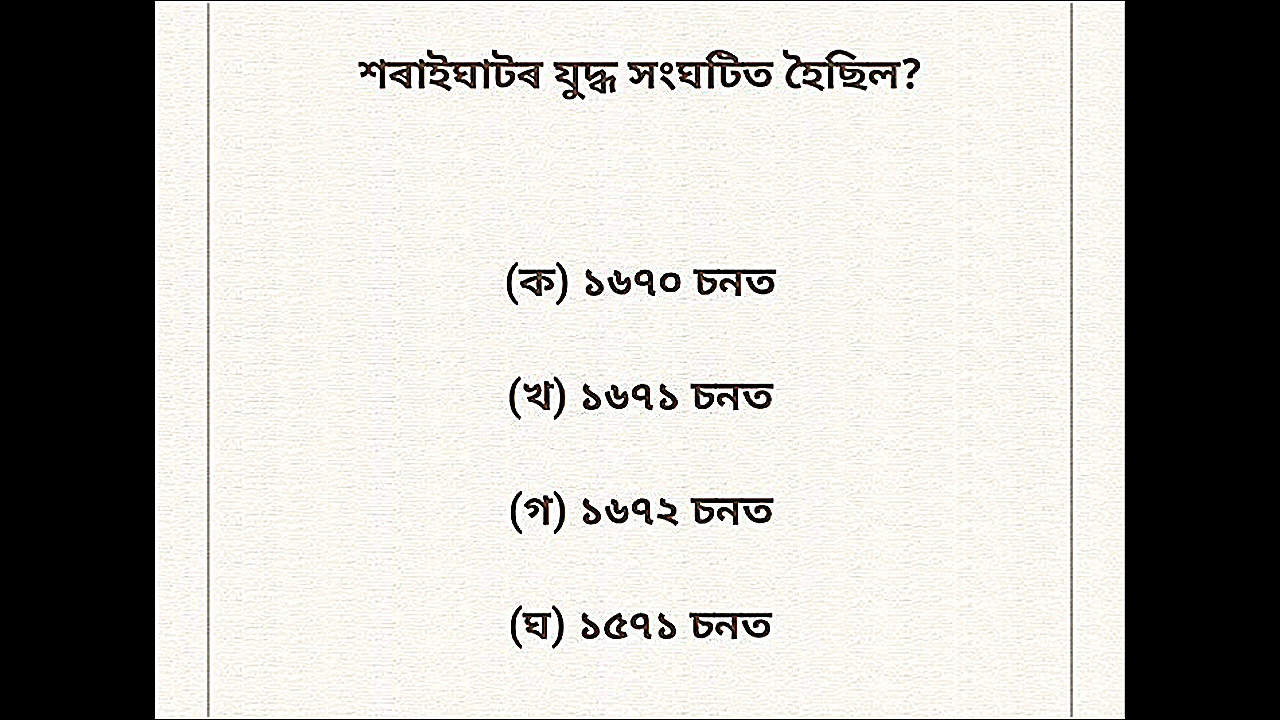 শৰাইঘাটৰ যুদ্ধ সংঘটিত হৈছিল?
(ক) ১৬৭০ চনত
(খ) ১৬৭১ চনত
(গ) ১৬৭২ চনত
(ঘ) ১৫৭১ চনত